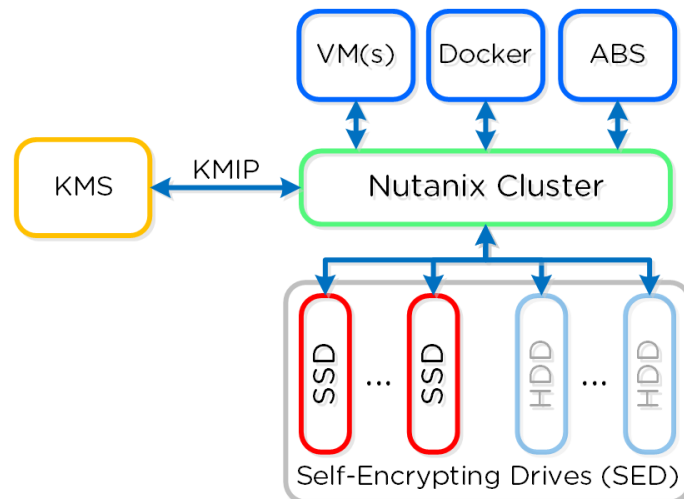 VM(s)
Docker
ABS
KMS
KMIP
Nutanix Cluster
SSD
...
SSD
HDD
...
HDD
Self-Encrypting Drives (SED)